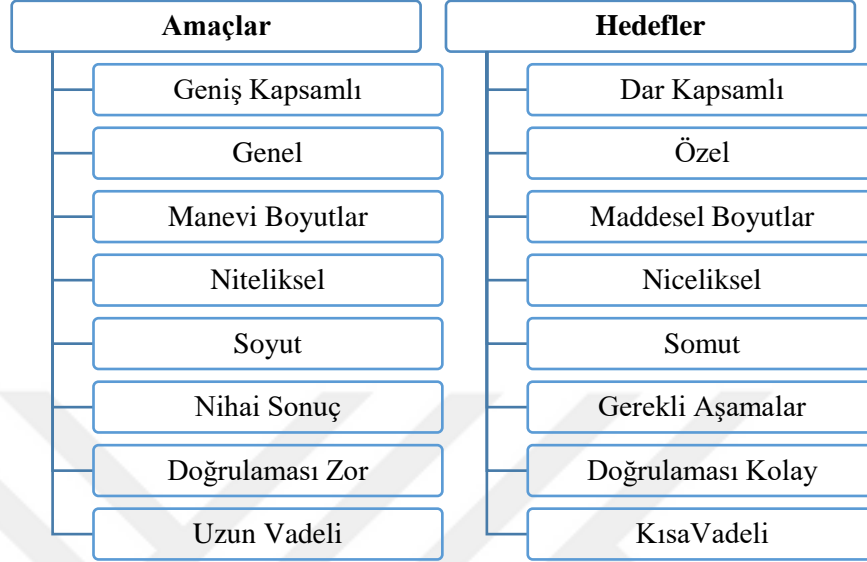 Amaçlar
Geniş Kapsamlı
Genel
Manevi Boyutlar
Niteliksel
Soyut
Nihai Sonuç
Doğrulaması Zor
Uzun Vadeli
Hedefler
Dar Kapsamlı
Özel
Maddesel Boyutlar
Niceliksel
Somut
Gerekli Aşamalar
Doğrulaması Kolay
KısaVadeli